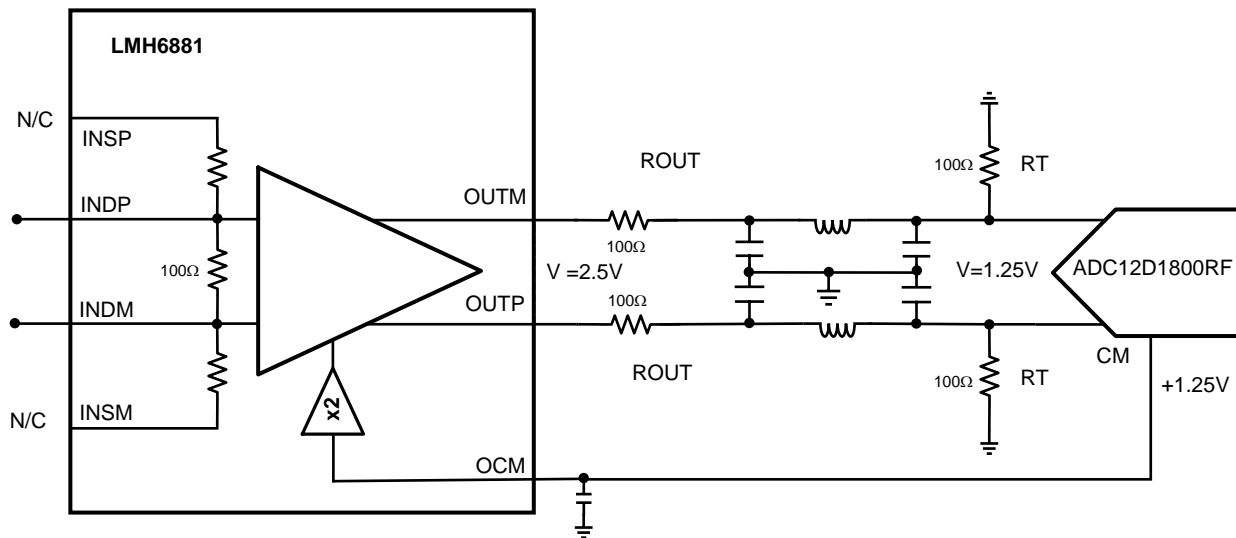 LMH6881
N/C
INSP
ROUT
100Ω
RT
INDP
OUTM
100Ω
100Ω
V =2.5V
V=1.25V
ADC12D1800RF
100Ω
INDM
OUTP
CM
ROUT
100Ω
RT
+1.25V
N/C
INSM
x2
OCM